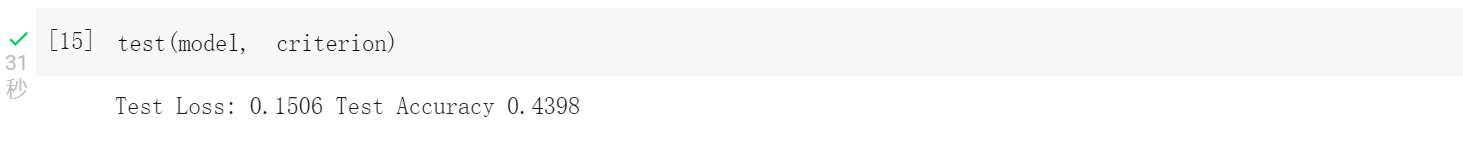 [15] test(model, criterion)
31
秒
Test Loss: 0.1506 Test Accuracy 0.4398